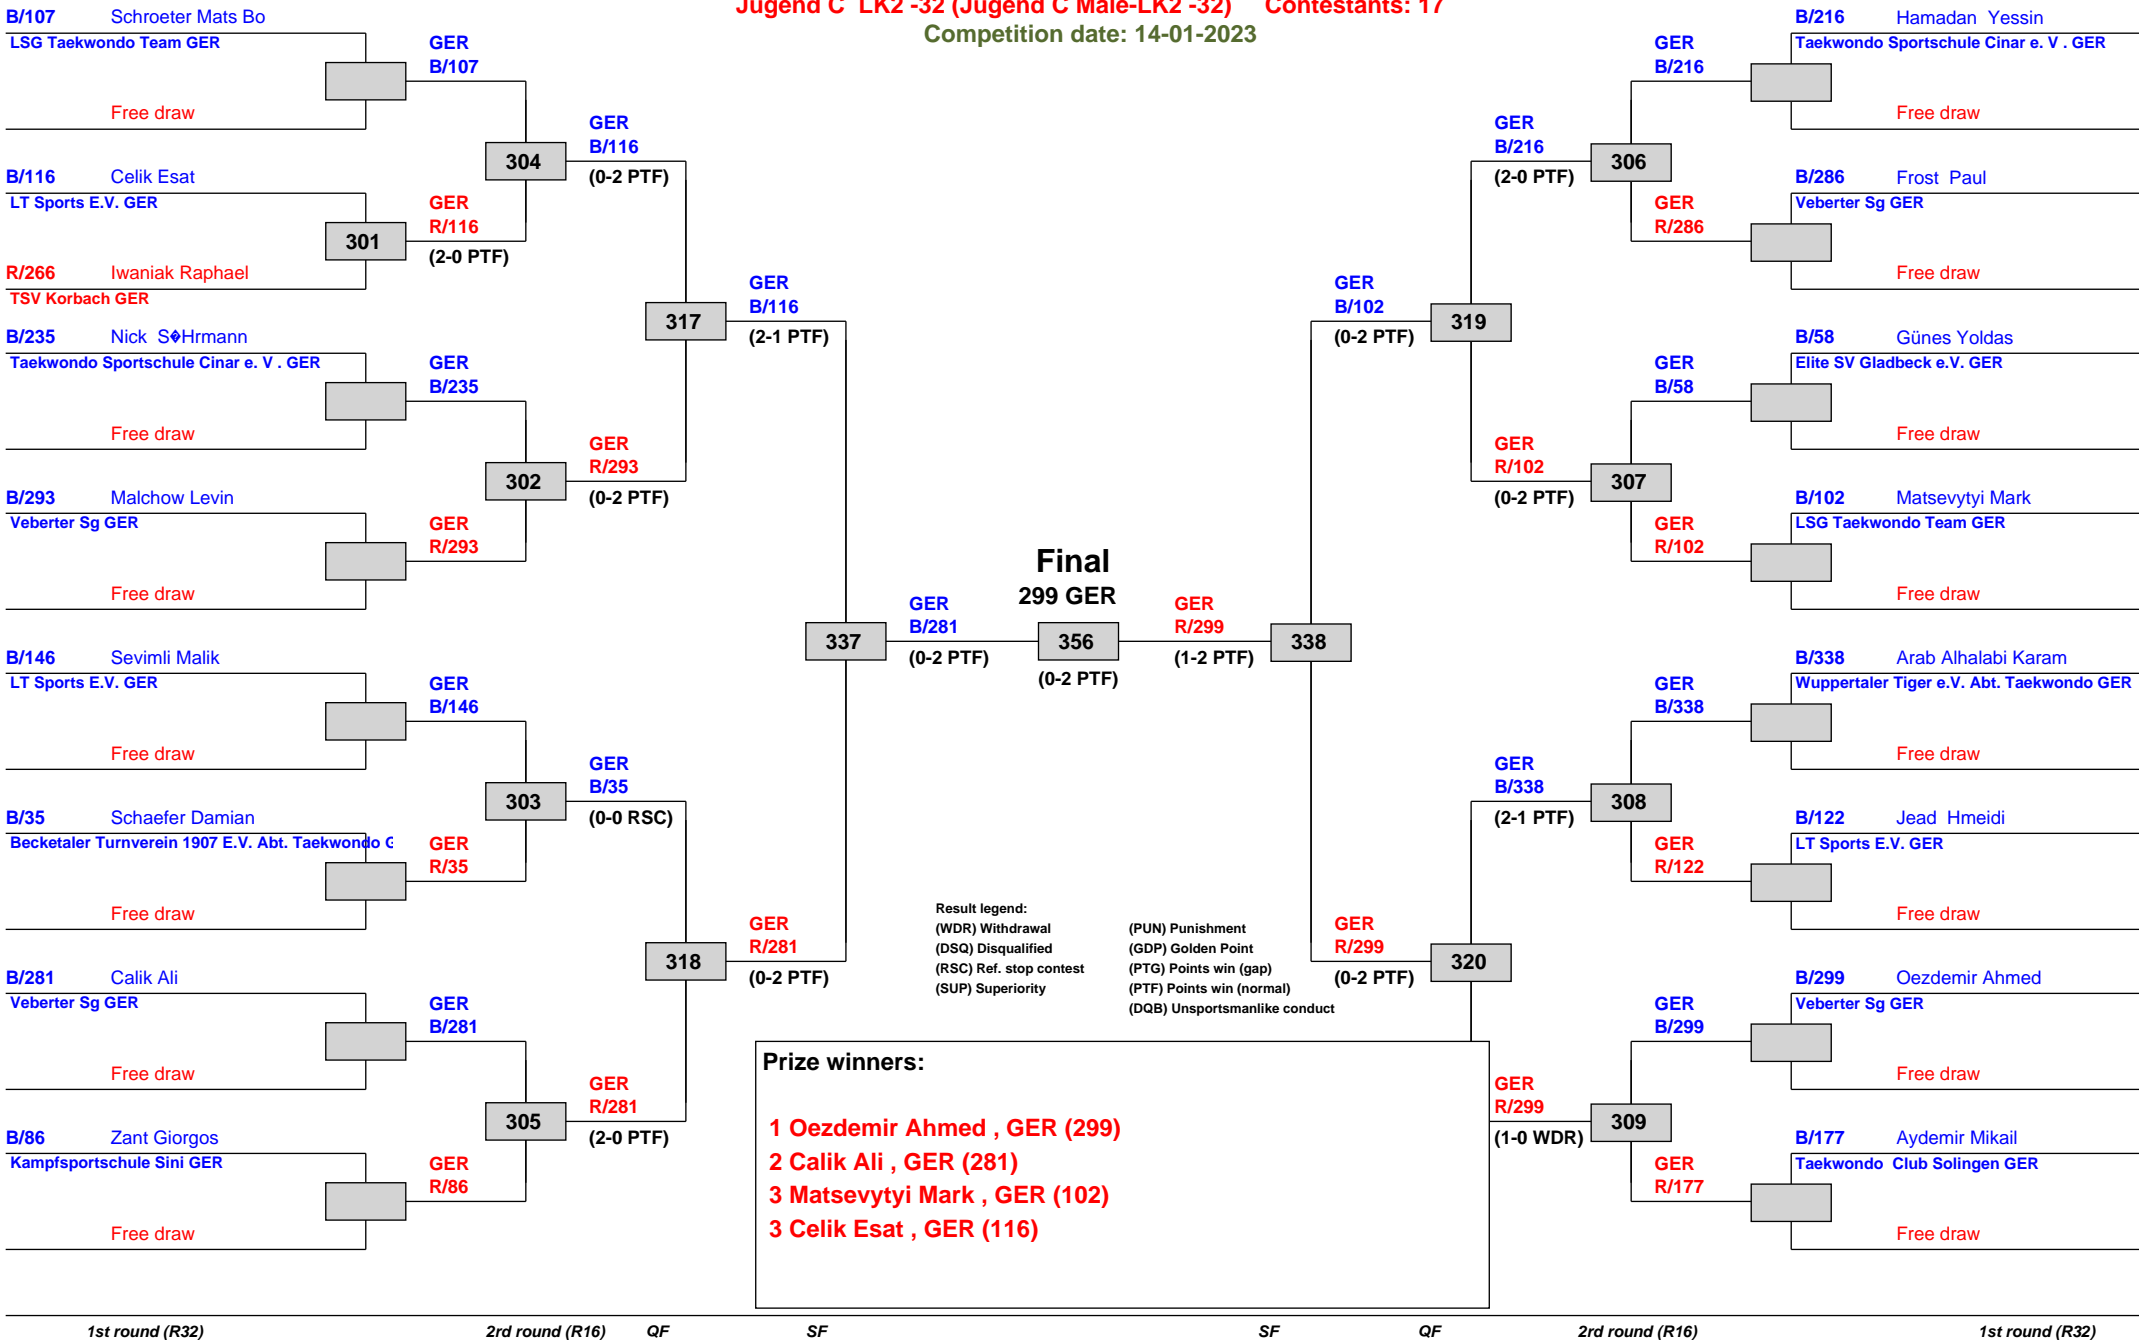 Jugend C LK2 -32 (Jugend C Male-LK2 -32) Contestants: 17
Competition date: 14-01-2023
B/107 Schroeter Mats Bo
LSG Taekwondo Team GER
Free draw
B/116 Celik Esat
LT Sports E.V. GER
301
R/266 Iwaniak Raphael
TSV Korbach GER
B/235 Nick S�Hrmann
Taekwondo Sportschule Cinar e. V . GER
Free draw
B/293 Malchow Levin
Veberter Sg GER
Free draw
B/146 Sevimli Malik
LT Sports E.V. GER
Free draw
B/35 Schaefer Damian
Becketaler Turnverein 1907 E.V. Abt. Taekwondo G
Free draw
B/281 Calik Ali
Veberter Sg GER
Free draw
B/86 Zant Giorgos
Kampfsportschule Sini GER
Free draw
GER
B/107
304
GER
R/116
(2-0 PTF)
GER
B/235
302
GER
R/293
GER
B/146
303
GER
R/35
GER
B/281
305
GER
R/86
GER
B/116
(0-2 PTF)
317
GER
R/293
(0-2 PTF)
GER
B/35
(0-0 RSC)
318
GER
R/281
(2-0 PTF)
GER
B/116
(2-1 PTF)
337
GER
R/281
(0-2 PTF)
GER
B/281
(0-2 PTF)
Final
299 GER
356
(0-2 PTF)
GER
R/299
(1-2 PTF)
338
GER
B/102
(0-2 PTF)
319
GER
R/299
(0-2 PTF)
320
GER
B/216
(2-0 PTF)
306
GER
R/102
(0-2 PTF)
307
GER
B/338
(2-1 PTF)
308
GER
R/299
(1-0 WDR)
309
GER
B/216
GER
R/286
GER
B/58
GER
R/102
GER
B/338
GER
R/122
GER
B/299
GER
R/177
B/216 Hamadan Yessin
Taekwondo Sportschule Cinar e. V . GER
Free draw
B/286 Frost Paul
Veberter Sg GER
Free draw
B/58 Günes Yoldas
Elite SV Gladbeck e.V. GER
Free draw
B/102 Matsevytyi Mark
LSG Taekwondo Team GER
Free draw
B/338 Arab Alhalabi Karam
Wuppertaler Tiger e.V. Abt. Taekwondo GER
Free draw
B/122 Jead Hmeidi
LT Sports E.V. GER
Free draw
B/299 Oezdemir Ahmed
Veberter Sg GER
Free draw
B/177 Aydemir Mikail
Taekwondo Club Solingen GER
Free draw
Result legend:
(WDR) Withdrawal (PUN) Punishment
(DSQ) Disqualified (GDP) Golden Point
(RSC) Ref. stop contest (PTG) Points win (gap)
(SUP) Superiority (PTF) Points win (normal)
(DQB) Unsportsmanlike conduct
Prize winners:
1 Oezdemir Ahmed , GER (299)
2 Calik Ali , GER (281)
3 Matsevytyi Mark , GER (102)
3 Celik Esat , GER (116)
1st round (R32) 2rd round (R16) QF SF SF QF 2rd round (R16) 1st round (R32)